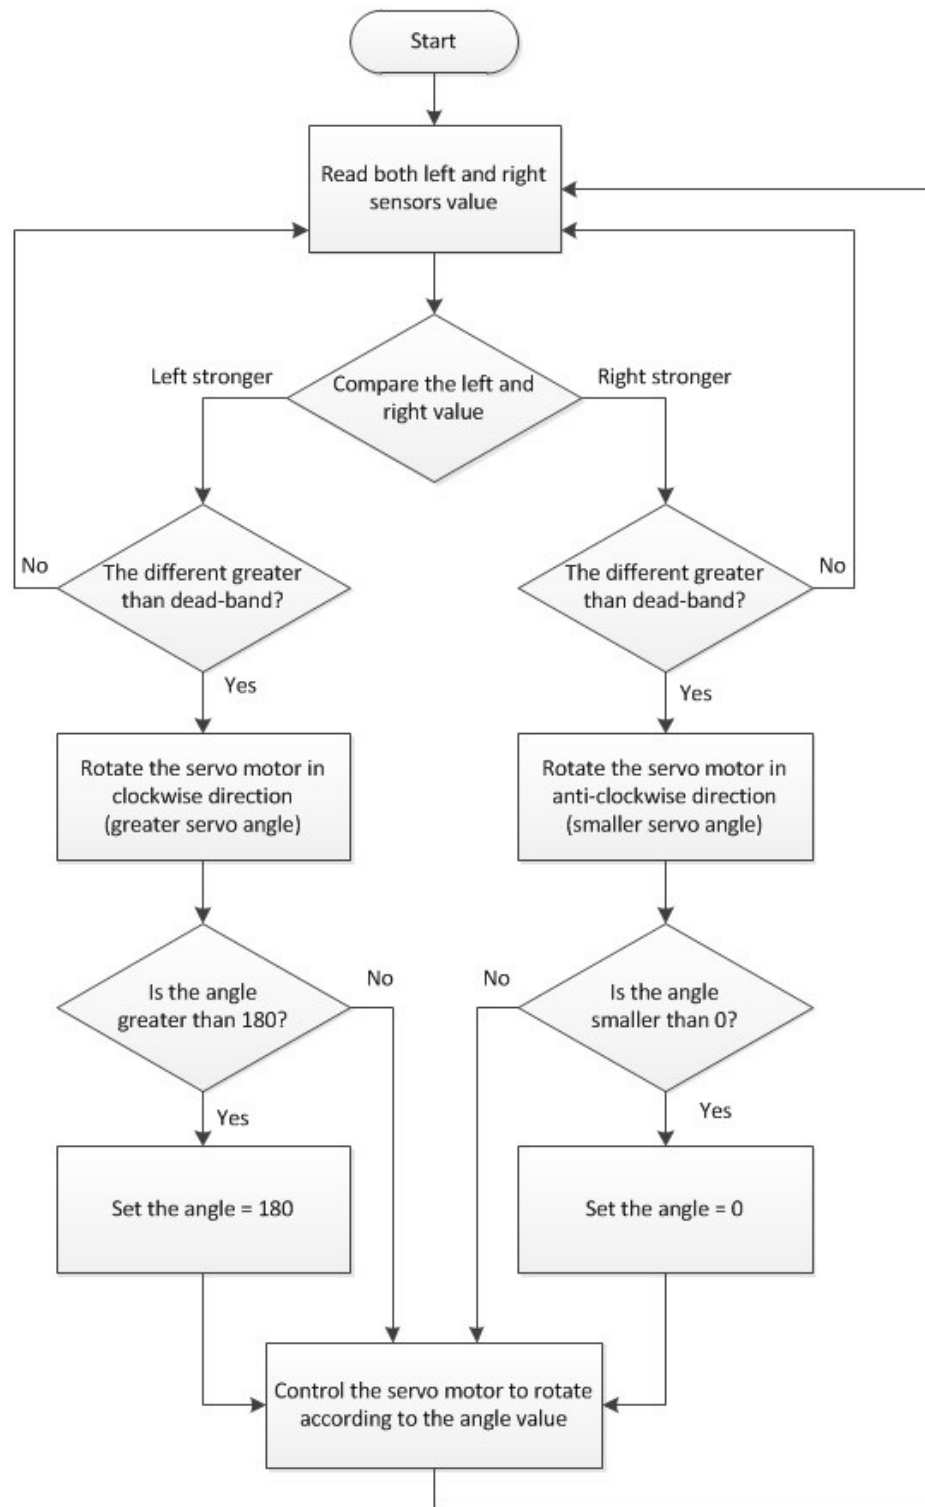 Start
Read both left and right
sensors value
Left stronger
Compare the left and
right value
Right stronger
No
The different greater
than dead-band?
The different greater
than dead-band?
No
Yes
Yes
Rotate the servo motor in
clockwise direction
(greater servo angle)
Rotate the servo motor in
anti-clockwise direction
(smaller servo angle)
Is the angle
greater than 180?
No
No
Is the angle
smaller than 0?
Yes
Yes
Set the angle = 180
Set the angle = 0
Control the servo motor to rotate
according to the angle value